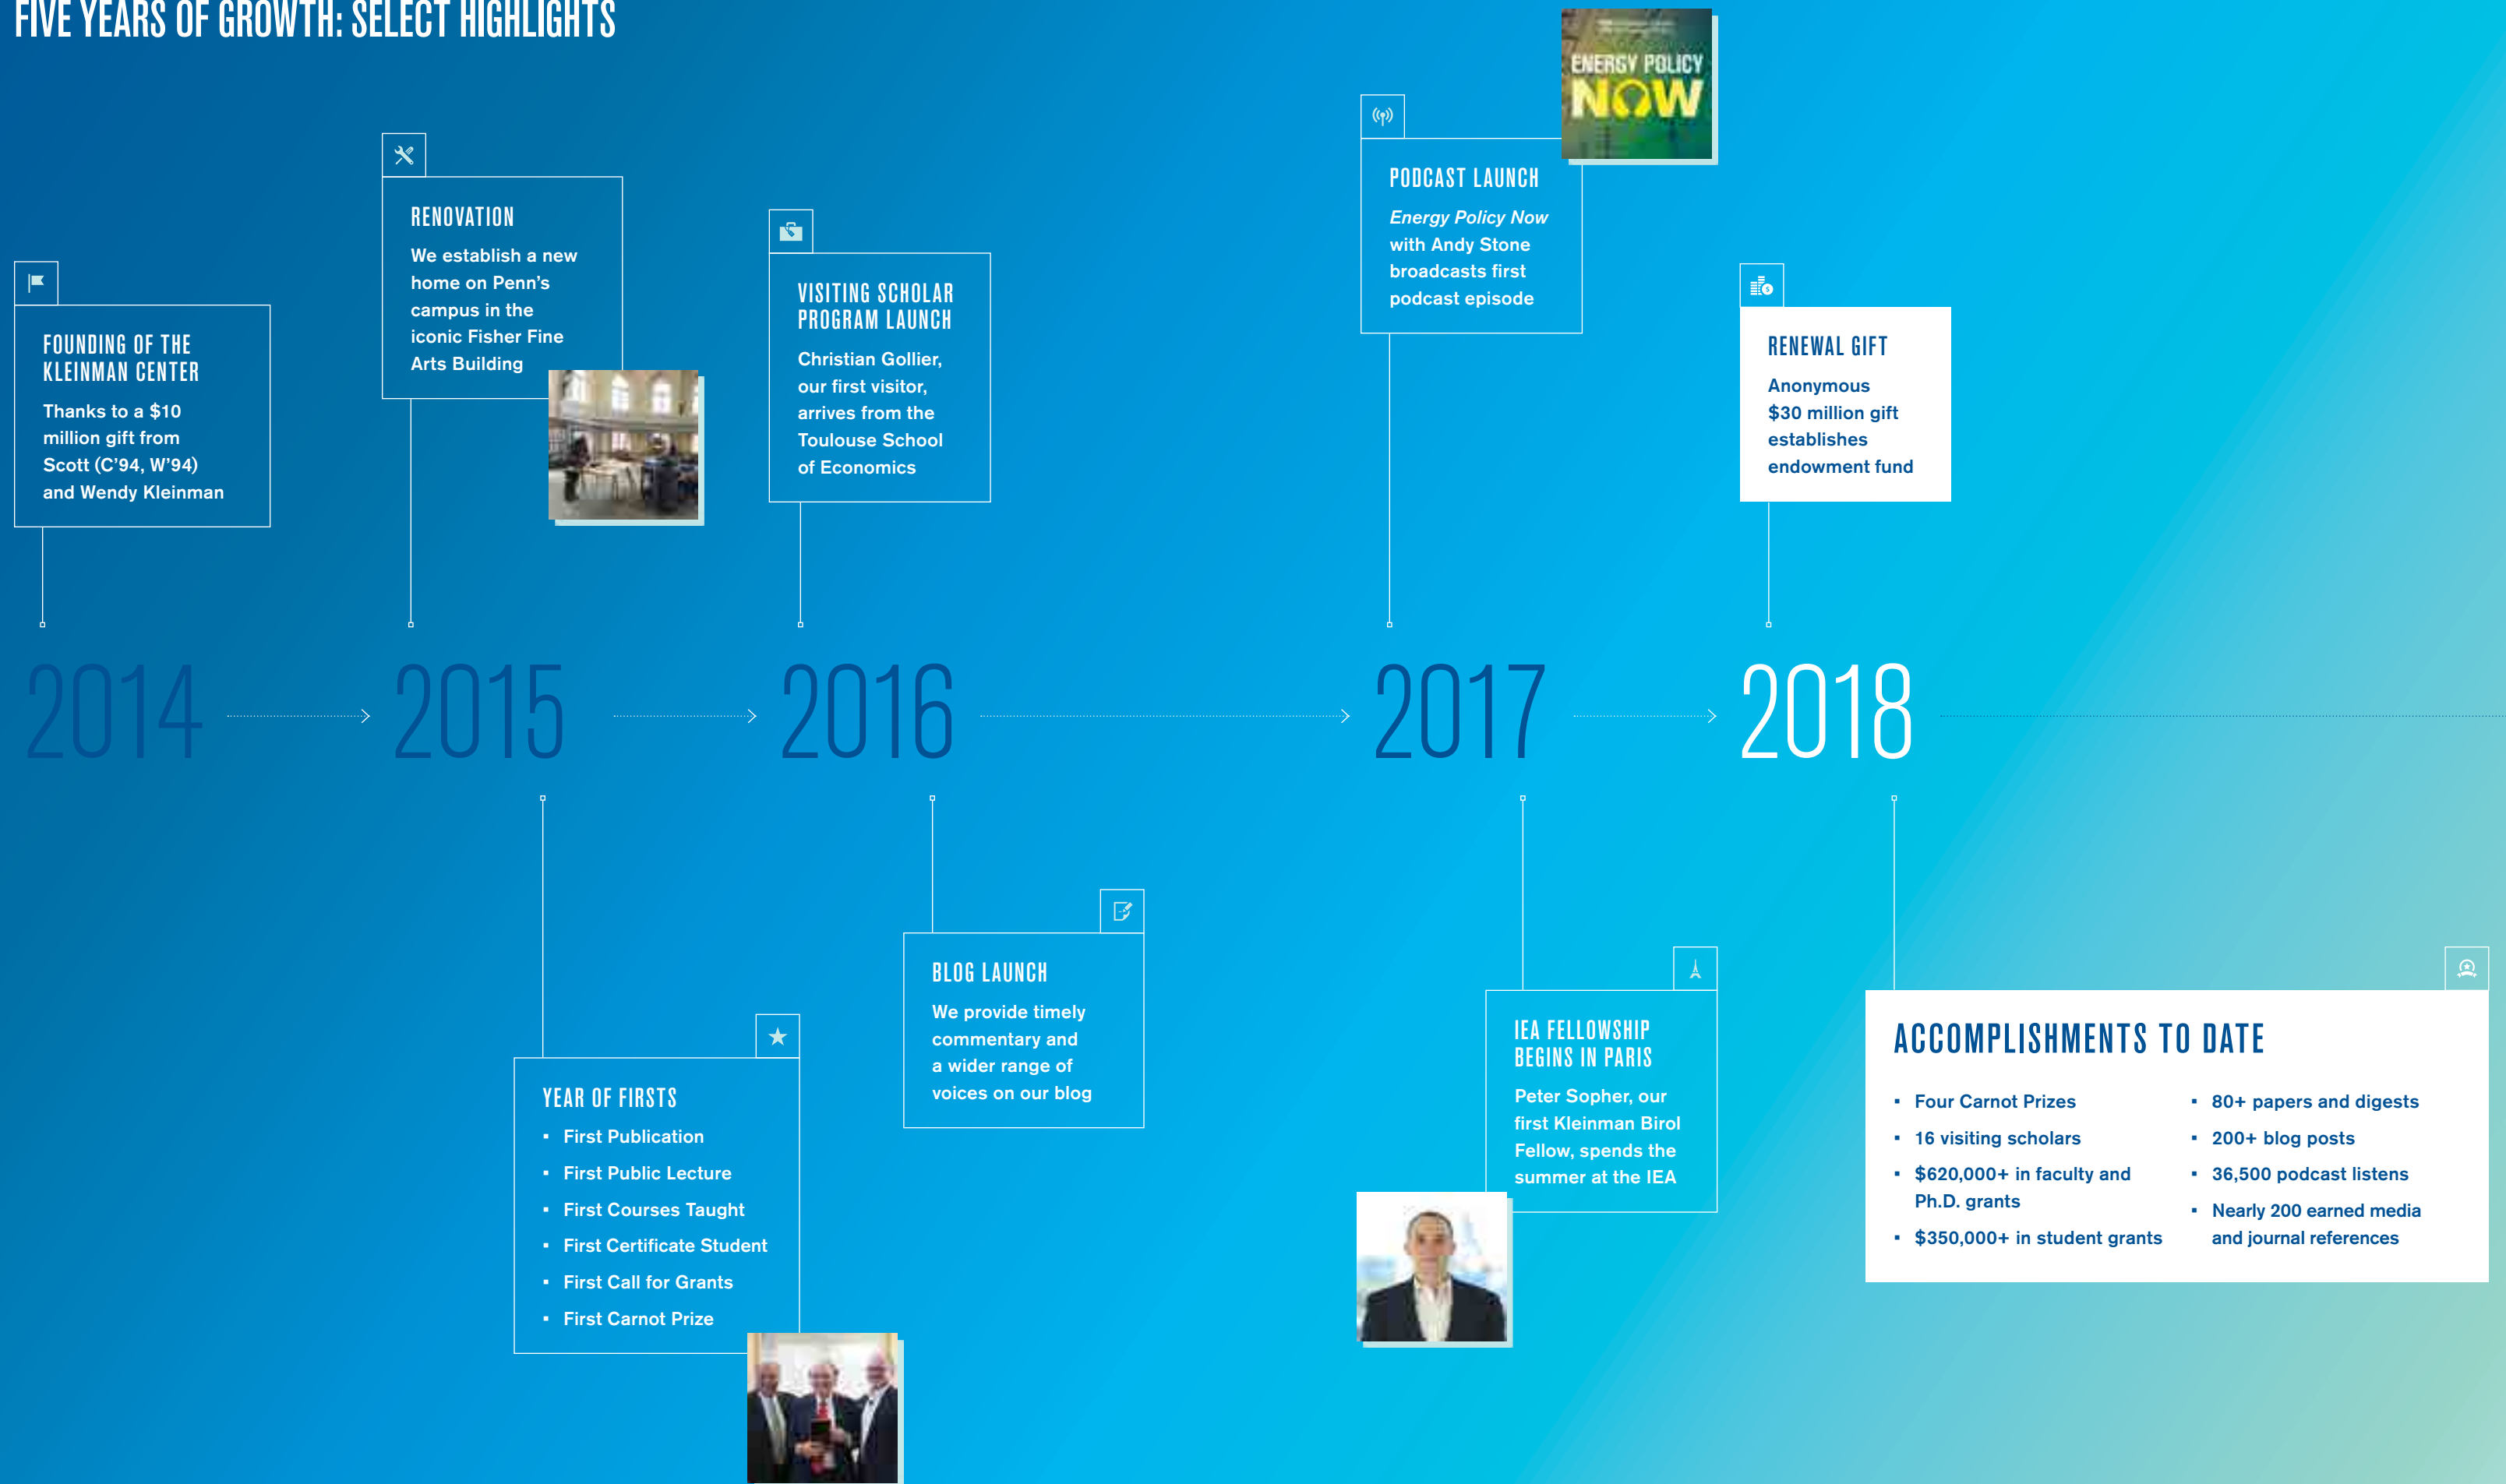 FIVE YEARS OF GROWTH: SELECT HIGHLIGHTS
FOUNDING OF THE
KLEINMAN CENTER
Thanks to a $10
million gift from
Scott (C’94, W’94)
and Wendy Kleinman
RENOVATION
We establish a new
home on Penn’s
campus in the
iconic Fisher Fine
Arts Building
VISITING SCHOLAR
PROGRAM LAUNCH
Christian Gollier,
our first visitor,
arrives from the
Toulouse School
of Economics
ENERGY POLICY
NOW
PODCAST LAUNCH
Energy Policy Now
with Andy Stone
broadcasts first
podcast episode
RENEWAL GIFT
Anonymous
$30 million gift
establishes
endowment fund
2014
2015
2016
2017
2018
YEAR OF FIRSTS
▪ First Publication
▪ First Public Lecture
▪ First Courses Taught
▪ First Certificate Student
▪ First Call for Grants
▪ First Carnot Prize
BLOG LAUNCH
We provide timely
commentary and
a wider range of
voices on our blog
IEA FELLOWSHIP
BEGINS IN PARIS
Peter Sopher, our
first Kleinman Birol
Fellow, spends the
summer at the IEA
ACCOMPLISHMENTS TO DATE
▪ Four Carnot Prizes
▪ 16 visiting scholars
▪ $620,000+ in faculty and
Ph.D. grants
▪ $350,000+ in student grants
▪ 80+ papers and digests
▪ 200+ blog posts
▪ 36,500 podcast listens
▪ Nearly 200 earned media
and journal references